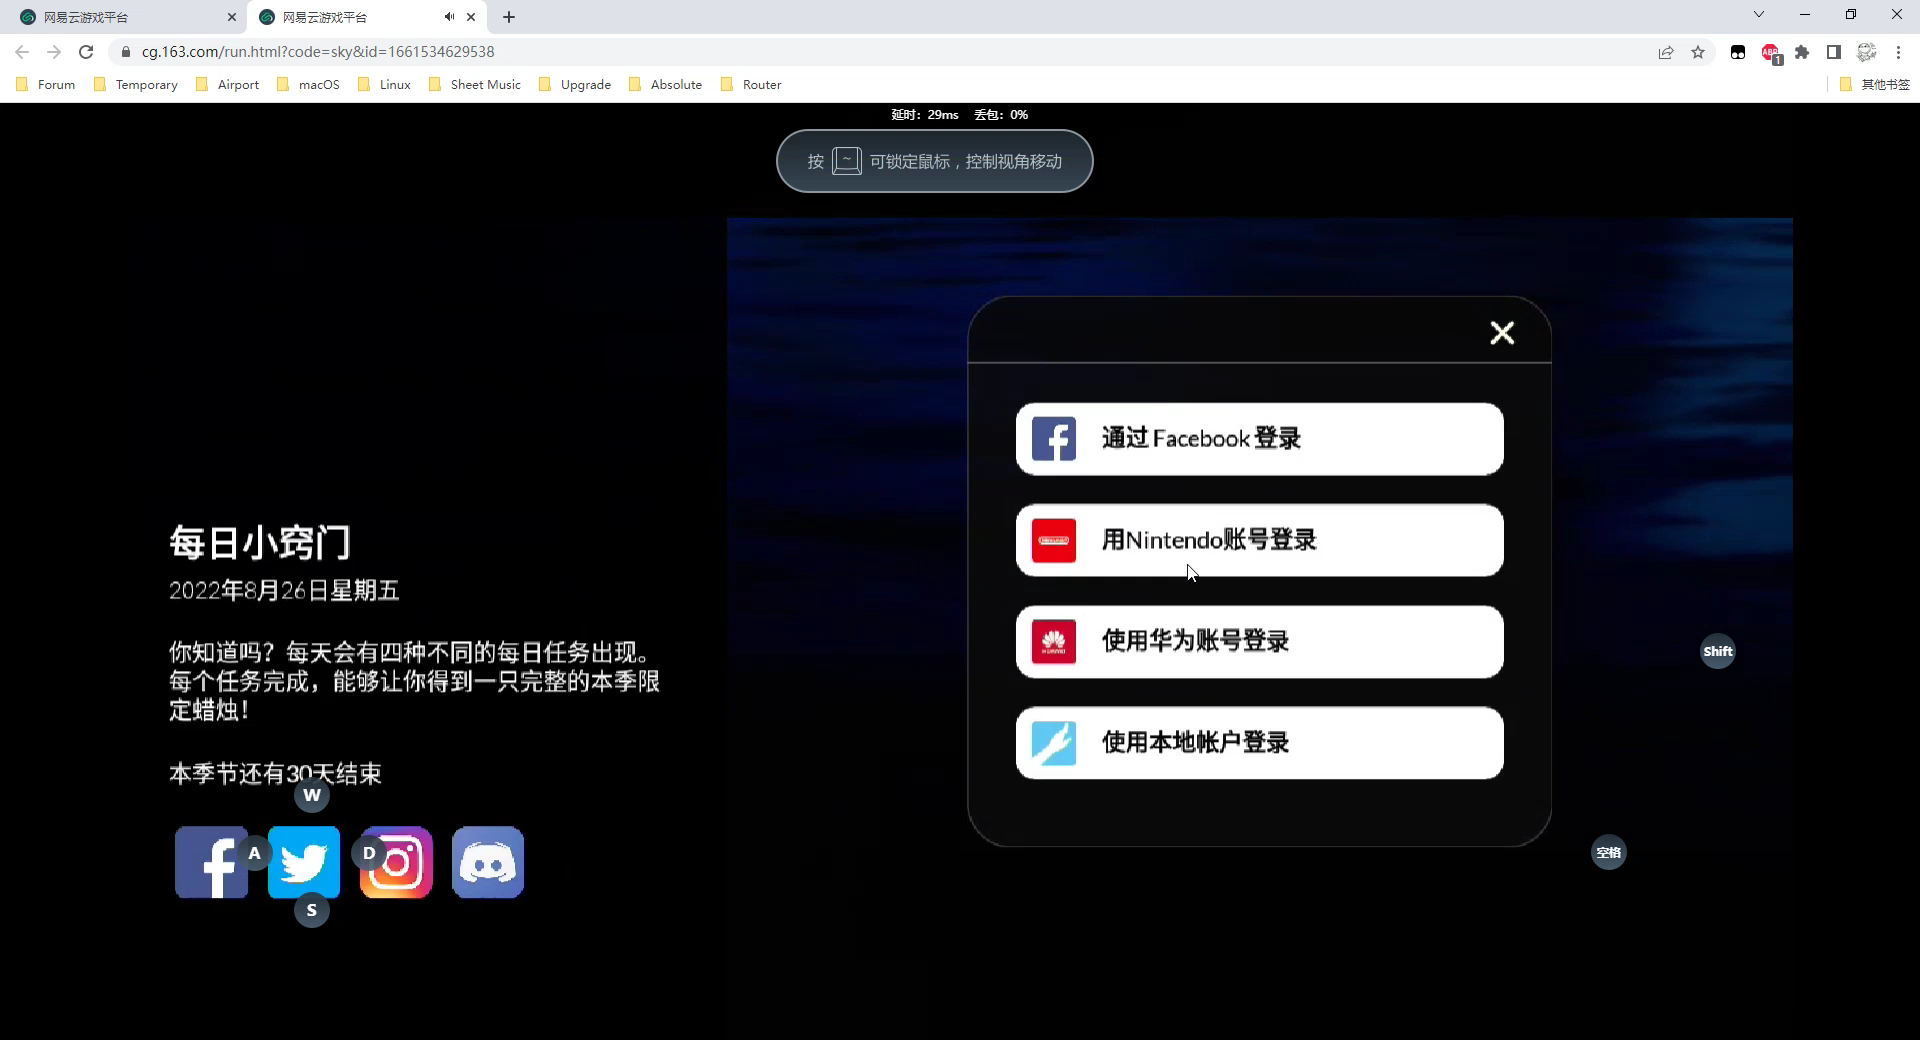 网易云游戏平台
网易云游戏平台
cg.163.com/run.html?code=sky&id=1661534629538
ABP
1
Forum
Temporary
Airport
macOS
Linux
Sheet Music
Upgrade
Absolute
Router
其他书签
延时：29ms 丢包：0%
按 ~ 可锁定鼠标，控制视角移动
通过 Facebook 登录
用Nintendo账号登录
使用华为账号登录
使用本地帐户登录
每日小窍门
2022年8月26日星期五
你知道吗？每天会有四种不同的每日任务出现。
每个任务完成，能够让你得到一只完整的本季限
定蜡烛！
本季节还有30天结束
W
A
D
S
Shift
空格